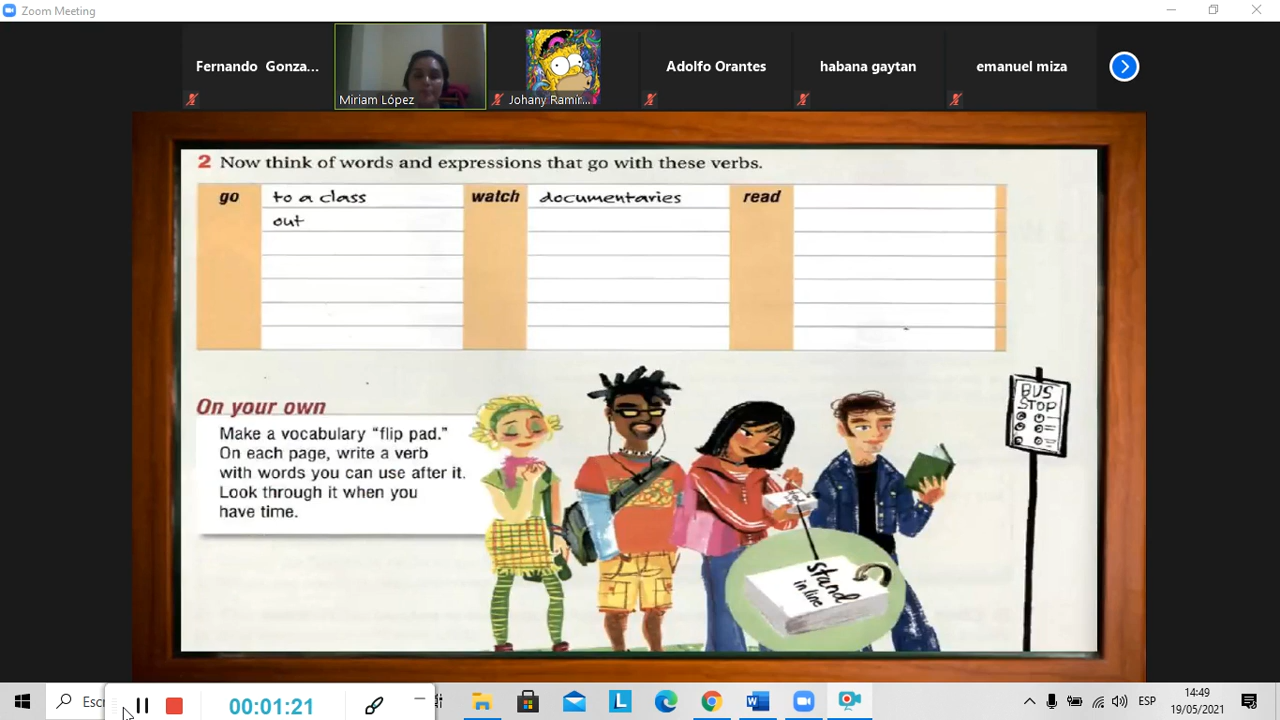 Zoom Meeting
Fernando Gonza...
Miriam López
Johany Ramír...
Adolfo Orantes
habana gaytan
emanuel miza
2 Now think of words and expressions that go with these verbs.
go to a class watch documentaries read
out
On your own
Make a vocabulary "flip pad."
On each page, write a verb
with words you can use after it.
Look through it when you
have time.
BUS
STOP
stand
in line
Esc
00:01:21
ESP
14:49
19/05/2021